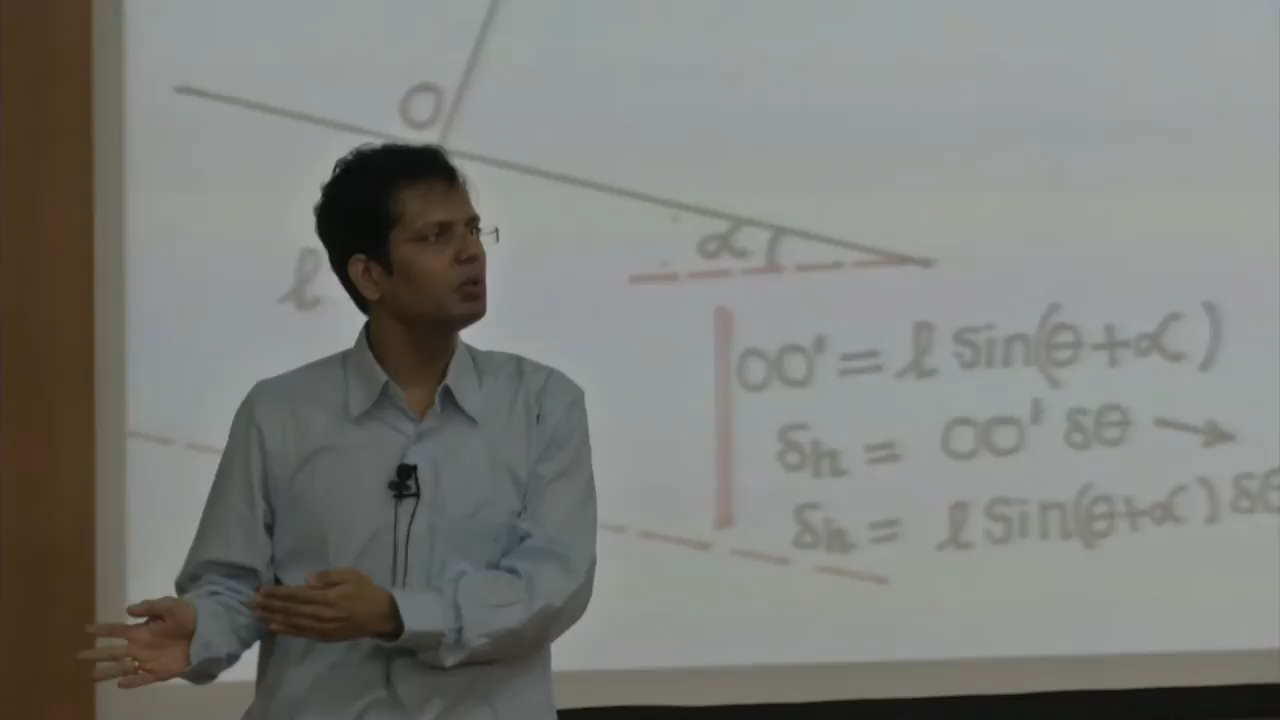 O
l
α
OO' = l Sin(θ+α)
δh = OO' δθ →
δh = l Sin(θ+α) δθ